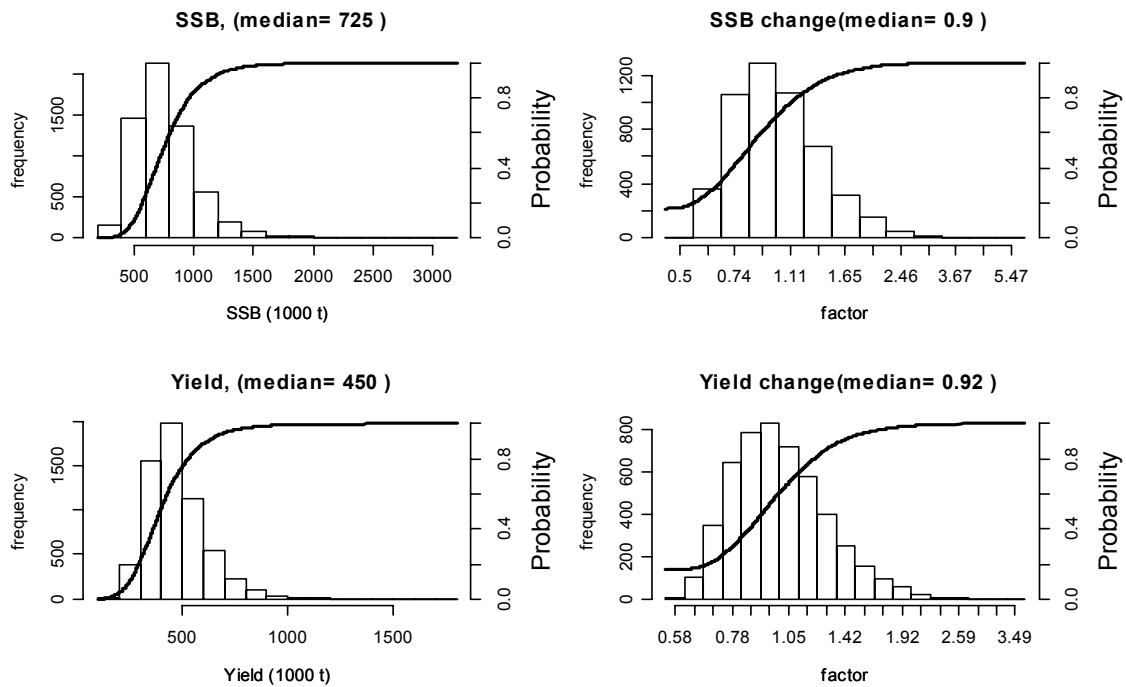 SSB, (median= 725 )
frequency
0
500
1500
0.0
0.4
0.8
Probability
500 1000 1500 2000 2500 3000
SSB (1000 t)
SSB change(median= 0.9 )
frequency
0
400
800
1200
0.0
0.4
0.8
Probability
0.5 0.74 1.11 1.65 2.46 3.67 5.47
factor
Yield, (median= 450 )
frequency
0
500
1500
0.0
0.4
0.8
Probability
500 1000 1500
Yield (1000 t)
Yield change(median= 0.92 )
frequency
0
200
400
600
800
0.0
0.4
0.8
Probability
0.58 0.78 1.05 1.42 1.92 2.59 3.49
factor